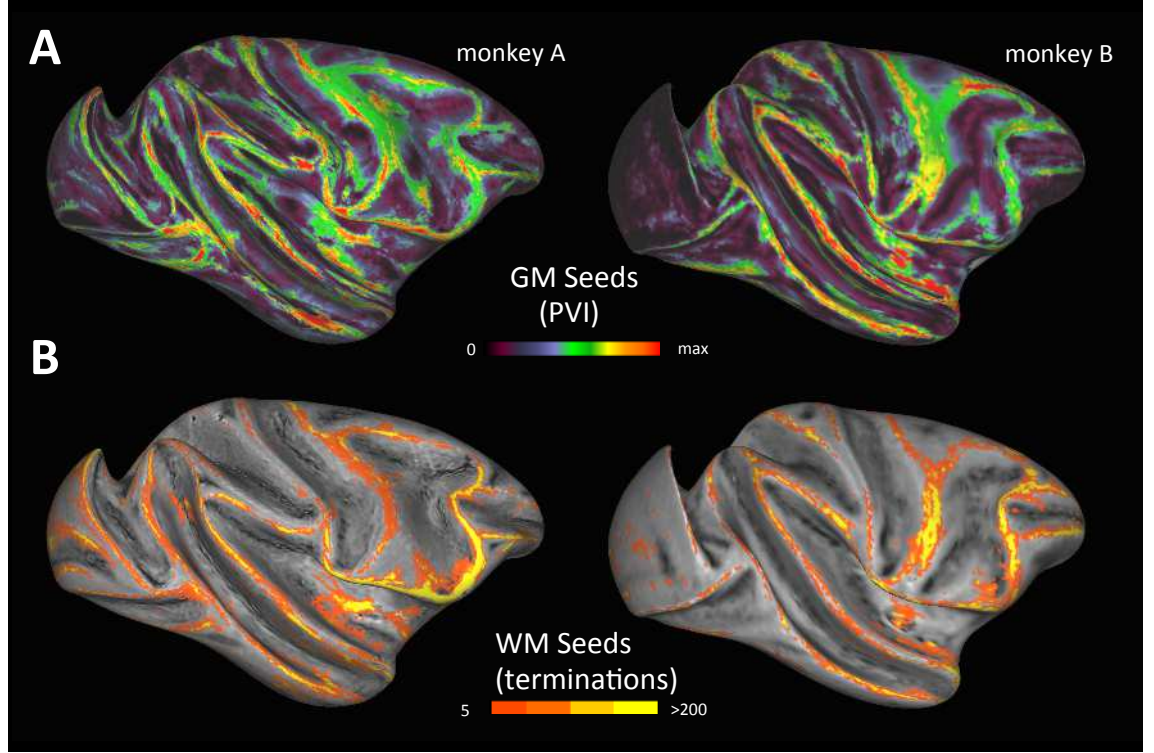 A
monkey A
monkey B
GM Seeds
(PVI)
0
max
B
WM Seeds
(terminations)
5
>200